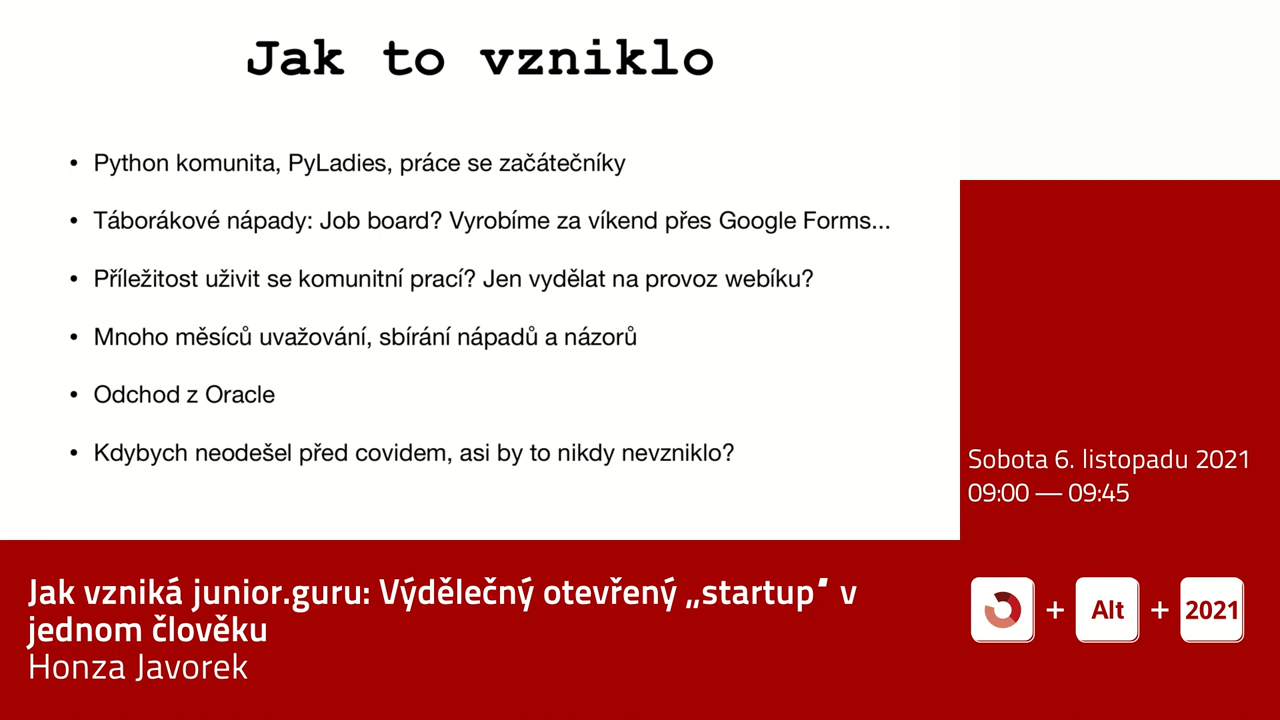 Jak to vzniklo
• Python komunita, PyLadies, práce se začátečníky
• Táborákové nápady: Job board? Vyrobíme za víkend přes Google Forms...
• Příležitost uživit se komunitní prací? Jen vydělat na provoz webíku?
• Mnoho měsíců uvažování, sbírání nápadů a názorů
• Odchod z Oracle
• Kdybych neodešel před covidem, asi by to nikdy nevzniklo?
Sobota 6. listopadu 2021
09:00 — 09:45
Jak vzniká junior.guru: Výdělečný otevřený „startup“ v
jednom člověku
Honza Javorek
+ Alt + 2021